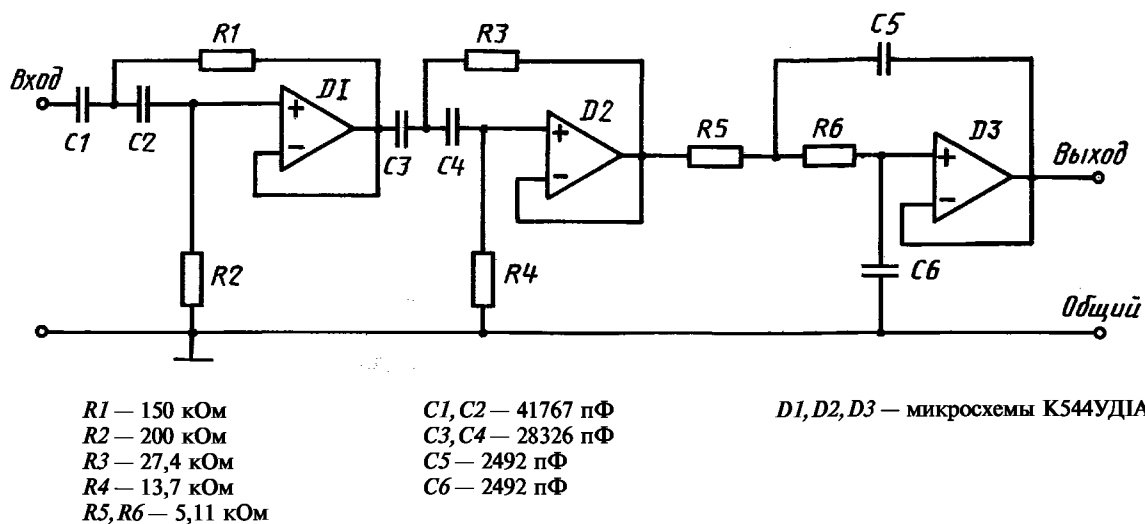 R1
R3
C5
Вход
D1
D2
R5
R6
D3
Выход
C1
C2
C3
C4
R2
R4
C6
Общий
R1 — 150 кОм
R2 — 200 кОм
R3 — 27,4 кОм
R4 — 13,7 кОм
R5, R6 — 5,11 кОм
C1, C2 — 41767 пФ
C3, C4 — 28326 пФ
C5 — 2492 пФ
C6 — 2492 пФ
D1, D2, D3 — микросхемы К544УД1А